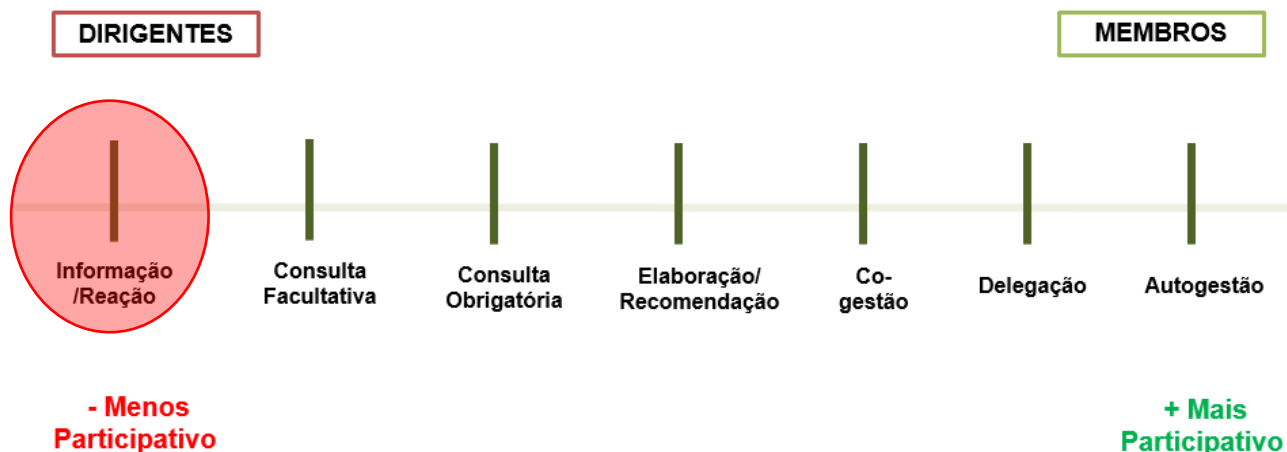 DIRIGENTES
MEMBROS
Informação
/Reação
Consulta
Facultativa
Consulta
Obrigatória
Elaboração/
Recomendação
Co-
gestão
Delegação
Autogestão
- Menos
Participativo
+ Mais
Participativo